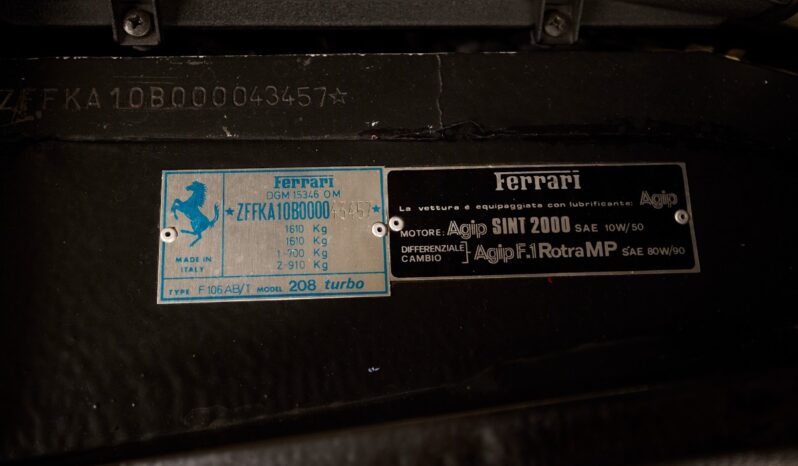 ZFFKA10B000043457☆
Ferrari
DGM 15346 OM
★ZFFKA10B000043457★
1610 Kg
1610 Kg
1-700 Kg
2-910 Kg
MADE IN
ITALY
TYPE F106AB/T MODEL 208 turbo
Ferrari
La vettura é equipaggiata con lubrificante: Agip
MOTORE: Agip SINT 2000 SAE 10W/50
DIFFERENZIALE
CAMBIO
Agip F.1 Rotra MP SAE 80W/90